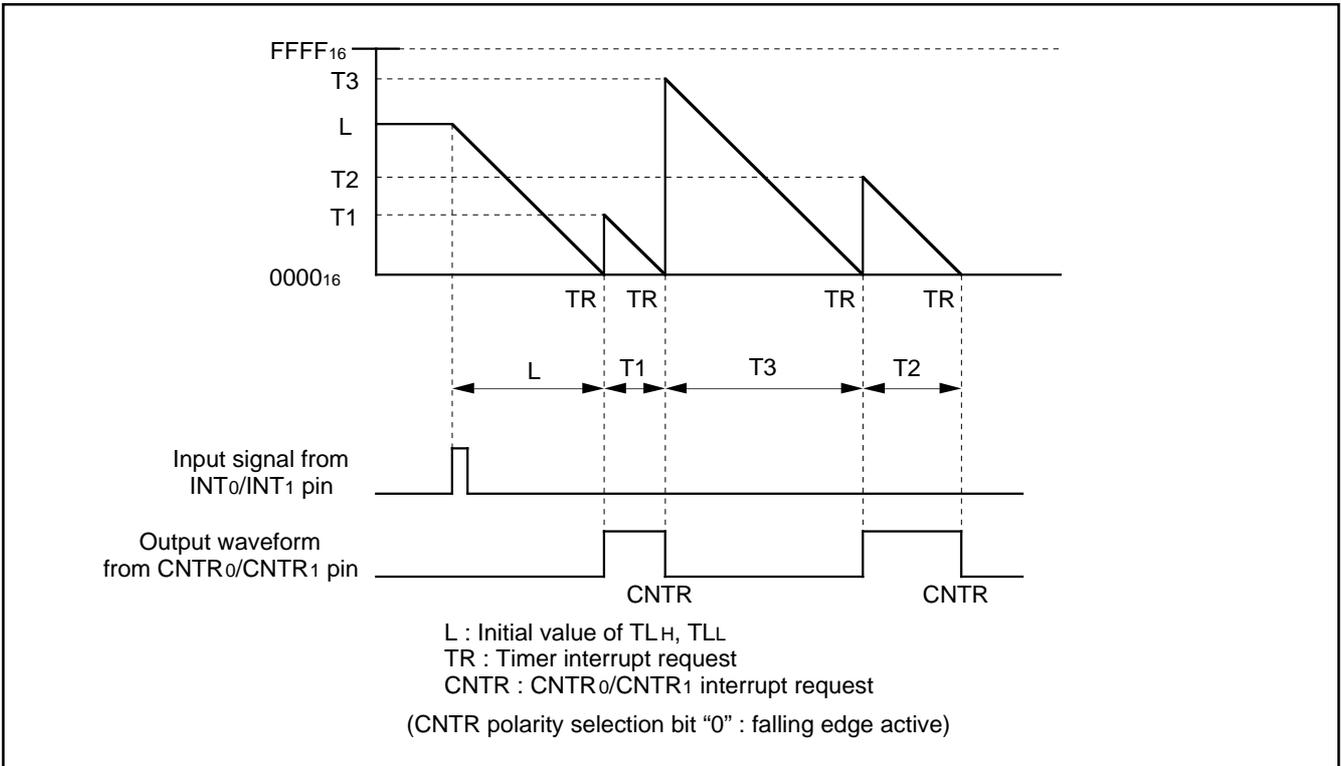 FFFF16
T3
L
T2
T1
000016
TR TR TR TR
L T1 T3 T2
Input signal from
INT0/INT1 pin
Output waveform
from CNTR0/CNTR1 pin
CNTR CNTR
L : Initial value of TLH, TLL
TR : Timer interrupt request
CNTR : CNTR0/CNTR1 interrupt request
(CNTR polarity selection bit “0” : falling edge active)